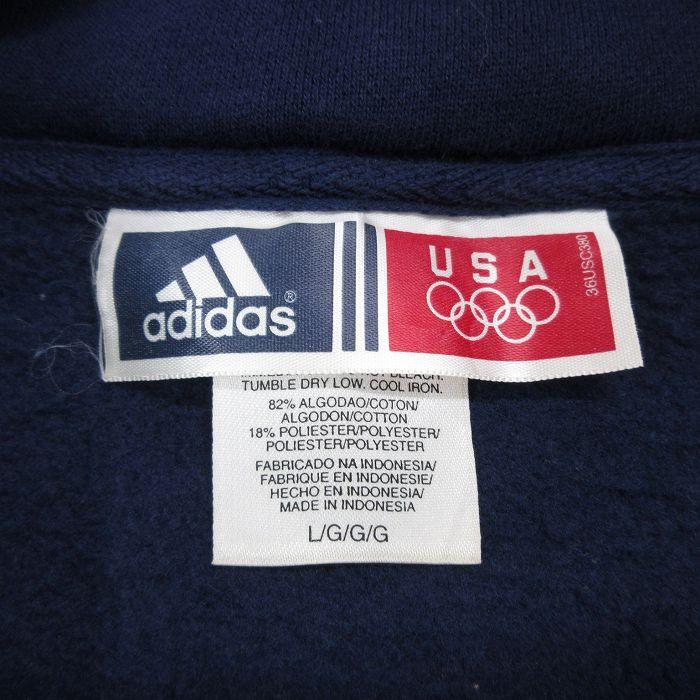 adidas®
USA
36USC380
BLEACH.
TUMBLE DRY LOW. COOL IRON.
82% ALGODAO/COTON/
ALGODON/COTTON
18% POLIESTER/POLYESTER/
POLIESTER/POLYESTER
FABRICADO NA INDONESIA/
FABRIQUE EN INDONESIE/
HECHO EN INDONESIA/
MADE IN INDONESIA
L/G/G/G